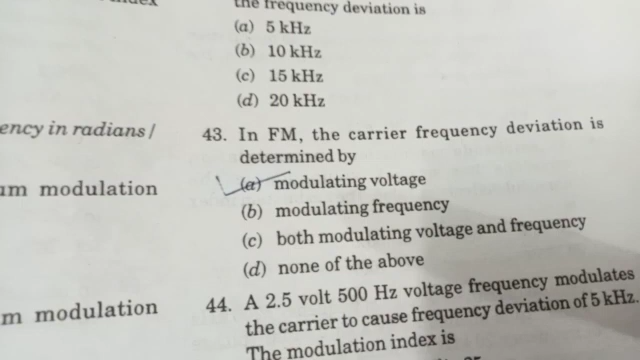 the frequency deviation is
(a) 5 kHz
(b) 10 kHz
(c) 15 kHz
(d) 20 kHz
ency in radians /
43. In FM, the carrier frequency deviation is
determined by
(a) modulating voltage
um modulation
(b) modulating frequency
(c) both modulating voltage and frequency
(d) none of the above
m modulation
44. A 2.5 volt 500 Hz voltage frequency modulates
the carrier to cause frequency deviation of 5 kHz.
The modulation index is